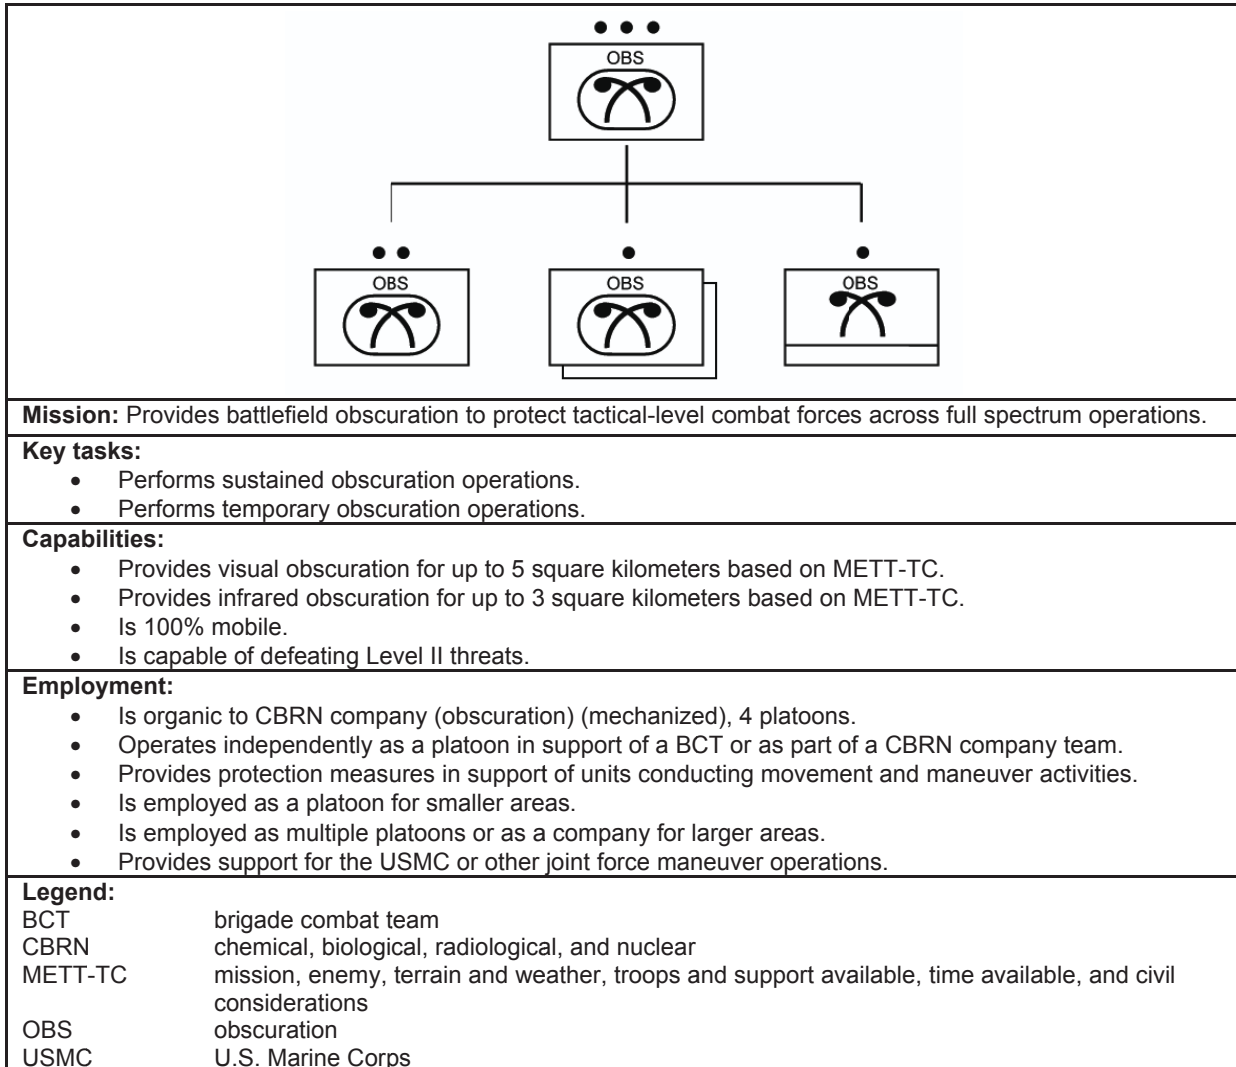 OBS
OBS
OBS
OBS
Mission: Provides battlefield obscuration to protect tactical-level combat forces across full spectrum operations.
Key tasks:
• Performs sustained obscuration operations.
• Performs temporary obscuration operations.
Capabilities:
• Provides visual obscuration for up to 5 square kilometers based on METT-TC.
• Provides infrared obscuration for up to 3 square kilometers based on METT-TC.
• Is 100% mobile.
• Is capable of defeating Level II threats.
Employment:
• Is organic to CBRN company (obscuration) (mechanized), 4 platoons.
• Operates independently as a platoon in support of a BCT or as part of a CBRN company team.
• Provides protection measures in support of units conducting movement and maneuver activities.
• Is employed as a platoon for smaller areas.
• Is employed as multiple platoons or as a company for larger areas.
• Provides support for the USMC or other joint force maneuver operations.
Legend:
BCT brigade combat team
CBRN chemical, biological, radiological, and nuclear
METT-TC mission, enemy, terrain and weather, troops and support available, time available, and civil
considerations
OBS obscuration
USMC U.S. Marine Corps